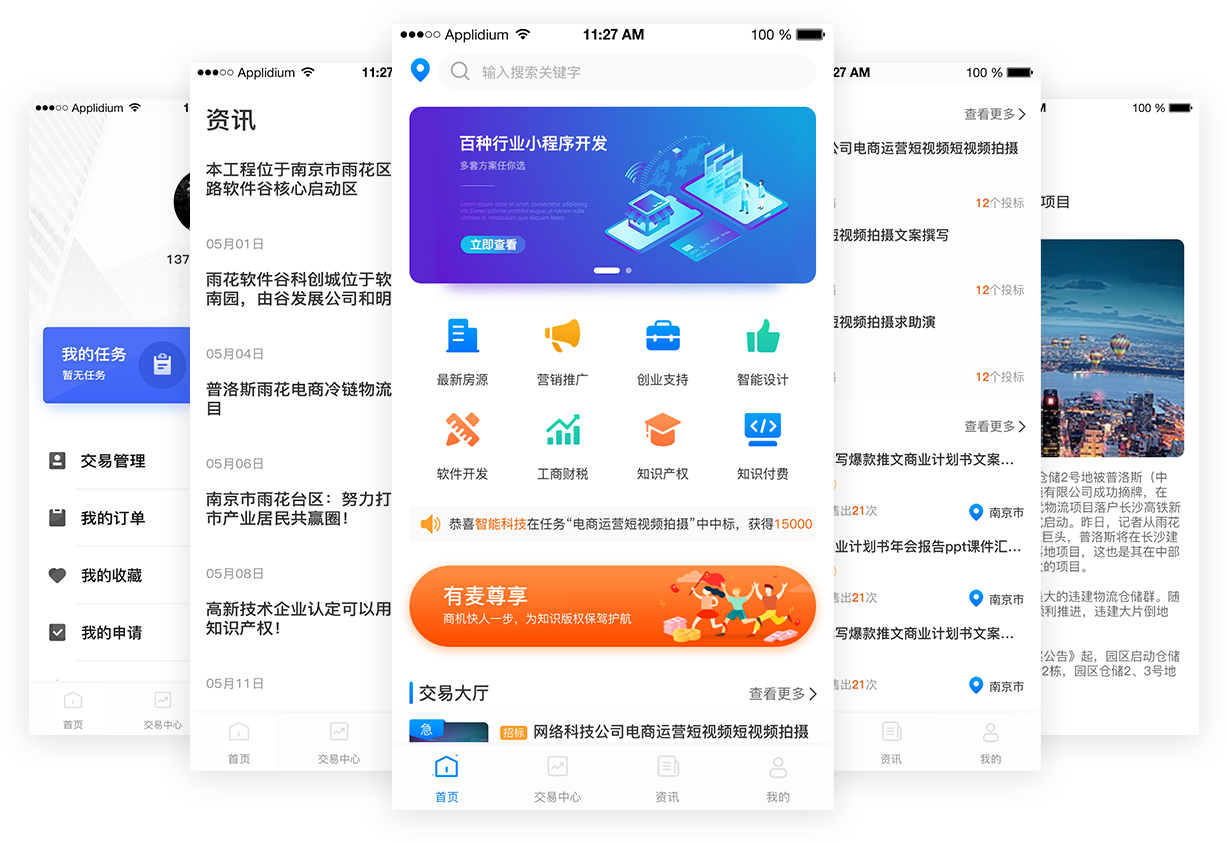 Applidium
1
137
我的任务
暂无任务
交易管理
我的订单
我的收藏
我的申请
首页
交易中心
Applidium
11:27
资讯
本工程位于南京市雨花区
路软件谷核心启动区
05月01日
雨花软件谷科创城位于软
南园，由谷发展公司和明
05月04日
普洛斯雨花电商冷链物流
目
05月06日
南京市雨花台区：努力打
市产业居民共赢圈！
05月08日
高新技术企业认定可以用
知识产权！
05月11日
首页
交易中心
Applidium
11:27 AM
100 %
输入搜索关键字
百种行业小程序开发
多套方案任你选
Lorem ipsum dolor sit amet, consectetur adipiscing
elit. Donec pulvinar porttitor augue, ut rutrum nulla
ultricies id. Vestibulum quis aliquam libero.
立即查看
最新房源
营销推广
创业支持
智能设计
软件开发
工商财税
知识产权
知识付费
恭喜智能科技在任务“电商运营短视频拍摄”中中标，获得15000
有麦尊享
商机快人一步，为知识版权保驾护航
交易大厅
查看更多
急
招标
网络科技公司电商运营短视频短视频拍摄
首页
交易中心
资讯
我的
27 AM
100 %
查看更多
公司电商运营短视频短视频拍摄
12个投标
短视频拍摄文案撰写
12个投标
短视频拍摄求助演
12个投标
查看更多
写爆款推文商业计划书文案...
售出21次
南京市
业计划书年会报告ppt课件汇...
售出21次
南京市
写爆款推文商业计划书文案...
售出21次
南京市
资讯
我的
M
100 %
项目
仓储2号地被普洛斯（中
有限公司成功摘牌，在
物流项目落户长沙高铁新
启动。昨日，记者从雨花
巨头，普洛斯将在长沙建
地项目，这也是其在中部
的项目。
最大的违建物流仓储群。随
顺利推进，违建大片倒地
公告》起，园区启动仓储
2栋，园区仓储2、3号地